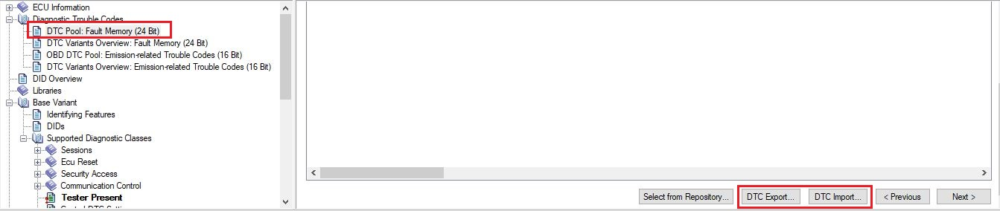 ECU Information
Diagnostic Trouble Codes
DTC Pool: Fault Memory (24 Bit)
DTC Variants Overview: Fault Memory (24 Bit)
OBD DTC Pool: Emission-related Trouble Codes (16 Bit)
DTC Variants Overview: Emission-related Trouble Codes (16 Bit)
DID Overview
Libraries
Base Variant
Identifying Features
DIDs
Supported Diagnostic Classes
Sessions
Ecu Reset
Security Access
Communication Control
Tester Present
Select from Repository... DTC Export... DTC Import... < Previous Next >